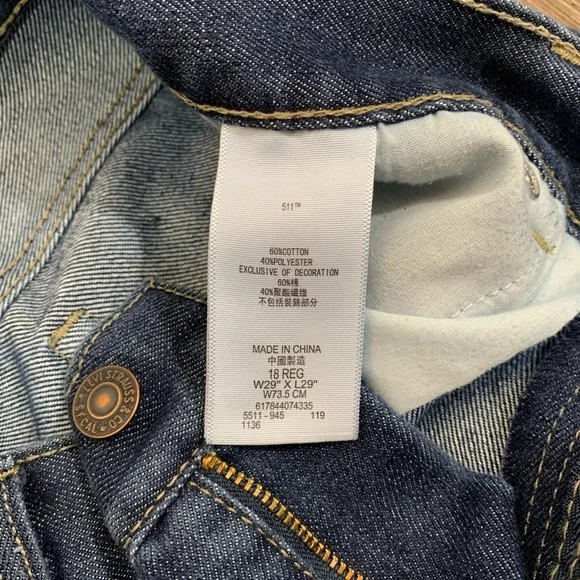 511™
60%COTTON
40%POLYESTER
EXCLUSIVE OF DECORATION
60%棉
40%聚酯纖維
不包括裝飾部分
MADE IN CHINA
中國製造
18 REG
W29" X L29"
W73.5 CM
617844074335
5511 - 945 119
1136
LEVI STRAUSS & CO